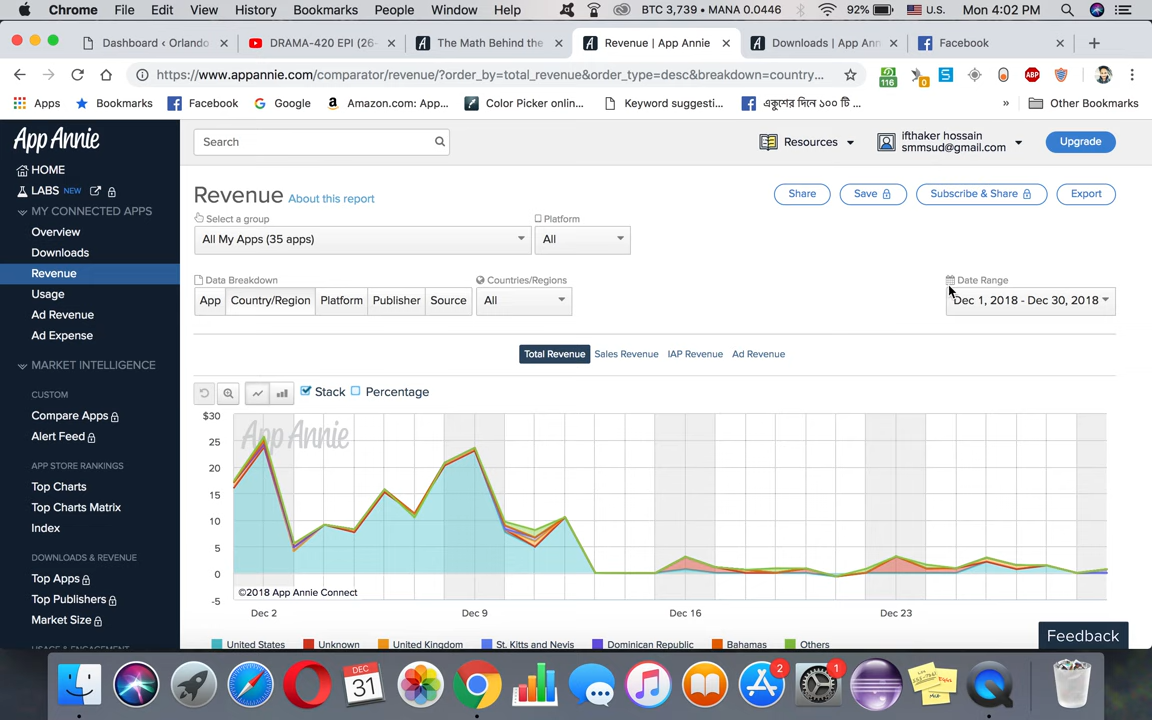 Chrome File Edit View History Bookmarks People Window Help BTC 3,739 • MANA 0.0446 92% U.S. Mon 4:02 PM
Dashboard ‹ Orlando DRAMA-420 EPI (26- The Math Behind the Revenue | App Annie Downloads | App Ann Facebook
https://www.appannie.com/comparator/revenue/?order_by=total_revenue&order_type=desc&breakdown=country... 116 0 S ABP
Apps Bookmarks Facebook Google Amazon.com: App... Color Picker onlin... Keyword suggesti... একুশের দিনে ১০০ টি ... » Other Bookmarks
App Annie
Search
Resources
ifthaker hossain
smmsud@gmail.com
Upgrade
HOME
LABS NEW
MY CONNECTED APPS
Overview
Downloads
Revenue
Usage
Ad Revenue
Ad Expense
MARKET INTELLIGENCE
CUSTOM
Compare Apps
Alert Feed
APP STORE RANKINGS
Top Charts
Top Charts Matrix
Index
DOWNLOADS & REVENUE
Top Apps
Top Publishers
Market Size
Revenue About this report
Share Save Subscribe & Share Export
Select a group Platform
All My Apps (35 apps) All
Data Breakdown Countries/Regions Date Range
App Country/Region Platform Publisher Source All Dec 1, 2018 - Dec 30, 2018
Total Revenue Sales Revenue IAP Revenue Ad Revenue
Stack Percentage
$30
25
20
15
10
5
0
-5
App Annie
©2018 App Annie Connect
Dec 2 Dec 9 Dec 16 Dec 23
United States Unknown United Kingdom St. Kitts and Nevis Dominican Republic Bahamas Others
Feedback
DEC
31
2
1